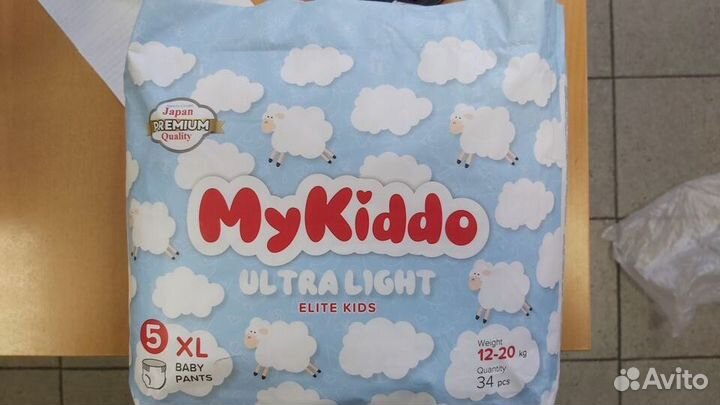 Japan
PREMIUM
Quality
MyKiddo
ULTRA LIGHT
ELITE KIDS
5 XL
BABY
PANTS
Weight
12-20 kg
Quantity
34 pcs
Avito